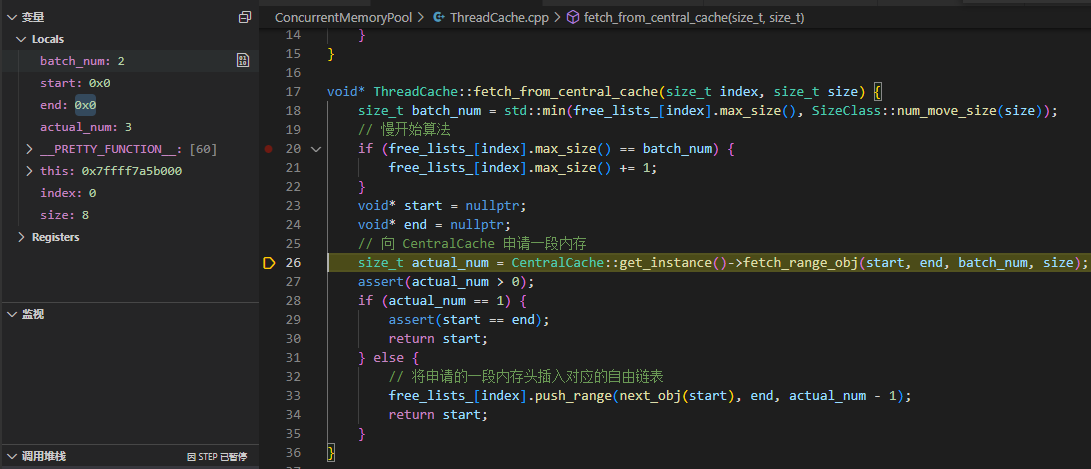 变量
Locals
batch_num: 2
start: 0x0
end: 0x0
actual_num: 3
__PRETTY_FUNCTION__: [60]
this: 0x7ffff7a5b000
index: 0
size: 8
Registers
监视
调用堆栈
因 STEP 已暂停
ConcurrentMemoryPool > ThreadCache.cpp > fetch_from_central_cache(size_t, size_t)
14 }
15 }
16
17 void* ThreadCache::fetch_from_central_cache(size_t index, size_t size) {
18 size_t batch_num = std::min(free_lists_[index].max_size(), SizeClass::num_move_size(size));
19 // 慢开始算法
20 if (free_lists_[index].max_size() == batch_num) {
21 free_lists_[index].max_size() += 1;
22 }
23 void* start = nullptr;
24 void* end = nullptr;
25 // 向 CentralCache 申请一段内存
26 size_t actual_num = CentralCache::get_instance()->fetch_range_obj(start, end, batch_num, size);
27 assert(actual_num > 0);
28 if (actual_num == 1) {
29 assert(start == end);
30 return start;
31 } else {
32 // 将申请的一段内存头插入对应的自由链表
33 free_lists_[index].push_range(next_obj(start), end, actual_num - 1);
34 return start;
35 }
36 }